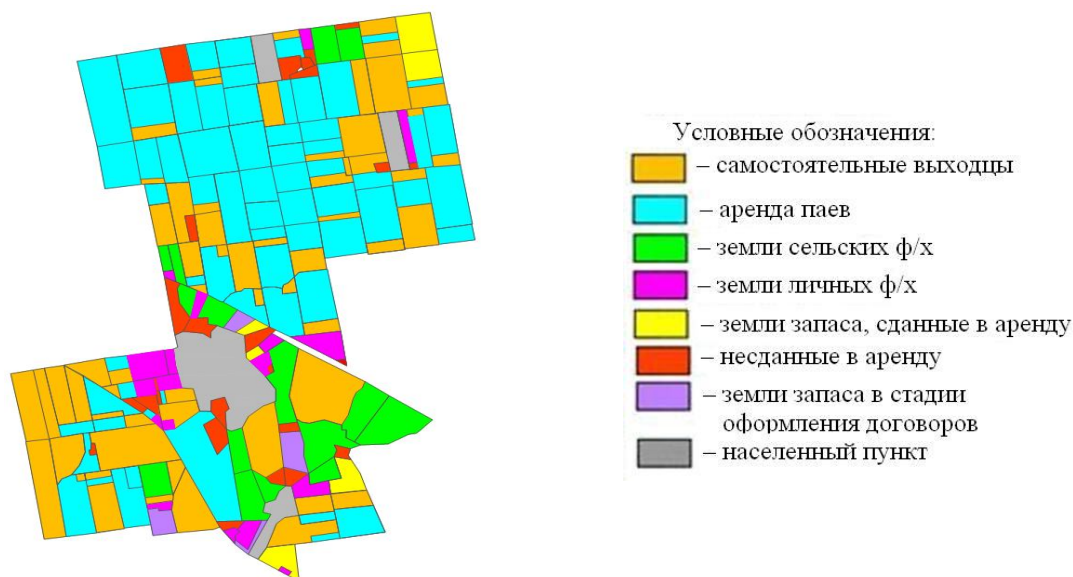 Условные обозначения:
– самостоятельные выходцы
– аренда паев
– земли сельских ф/х
– земли личных ф/х
– земли запаса, сданные в аренду
– несданные в аренду
– земли запаса в стадии
оформления договоров
– населенный пункт